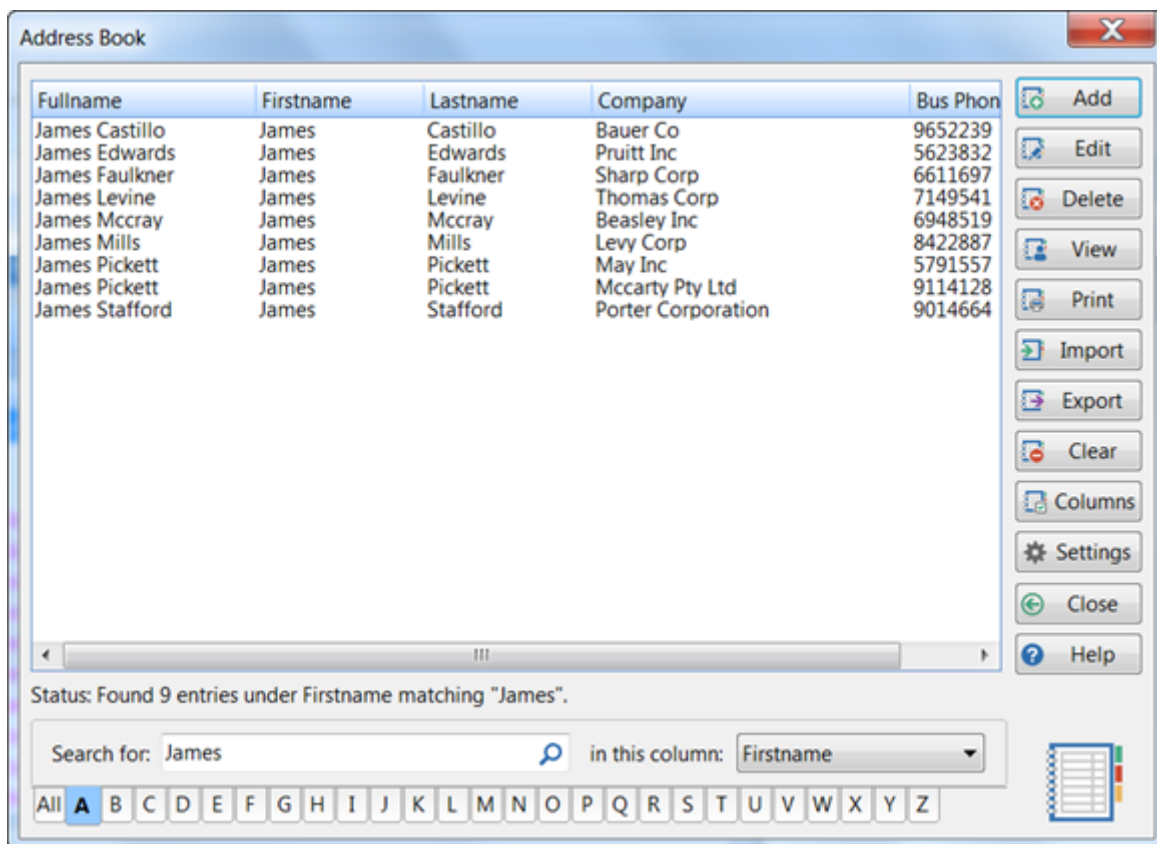 Address Book
Fullname Firstname Lastname Company Bus Phon
James Castillo James Castillo Bauer Co 9652239
James Edwards James Edwards Pruitt Inc 5623832
James Faulkner James Faulkner Sharp Corp 6611697
James Levine James Levine Thomas Corp 7149541
James Mccray James Mccray Beasley Inc 6948519
James Mills James Mills Levy Corp 8422887
James Pickett James Pickett May Inc 5791557
James Pickett James Pickett Mccarty Pty Ltd 9114128
James Stafford James Stafford Porter Corporation 9014664
Add
Edit
Delete
View
Print
Import
Export
Clear
Columns
Settings
Close
Help
Status: Found 9 entries under Firstname matching "James".
Search for: James in this column: Firstname
All A B C D E F G H I J K L M N O P Q R S T U V W X Y Z